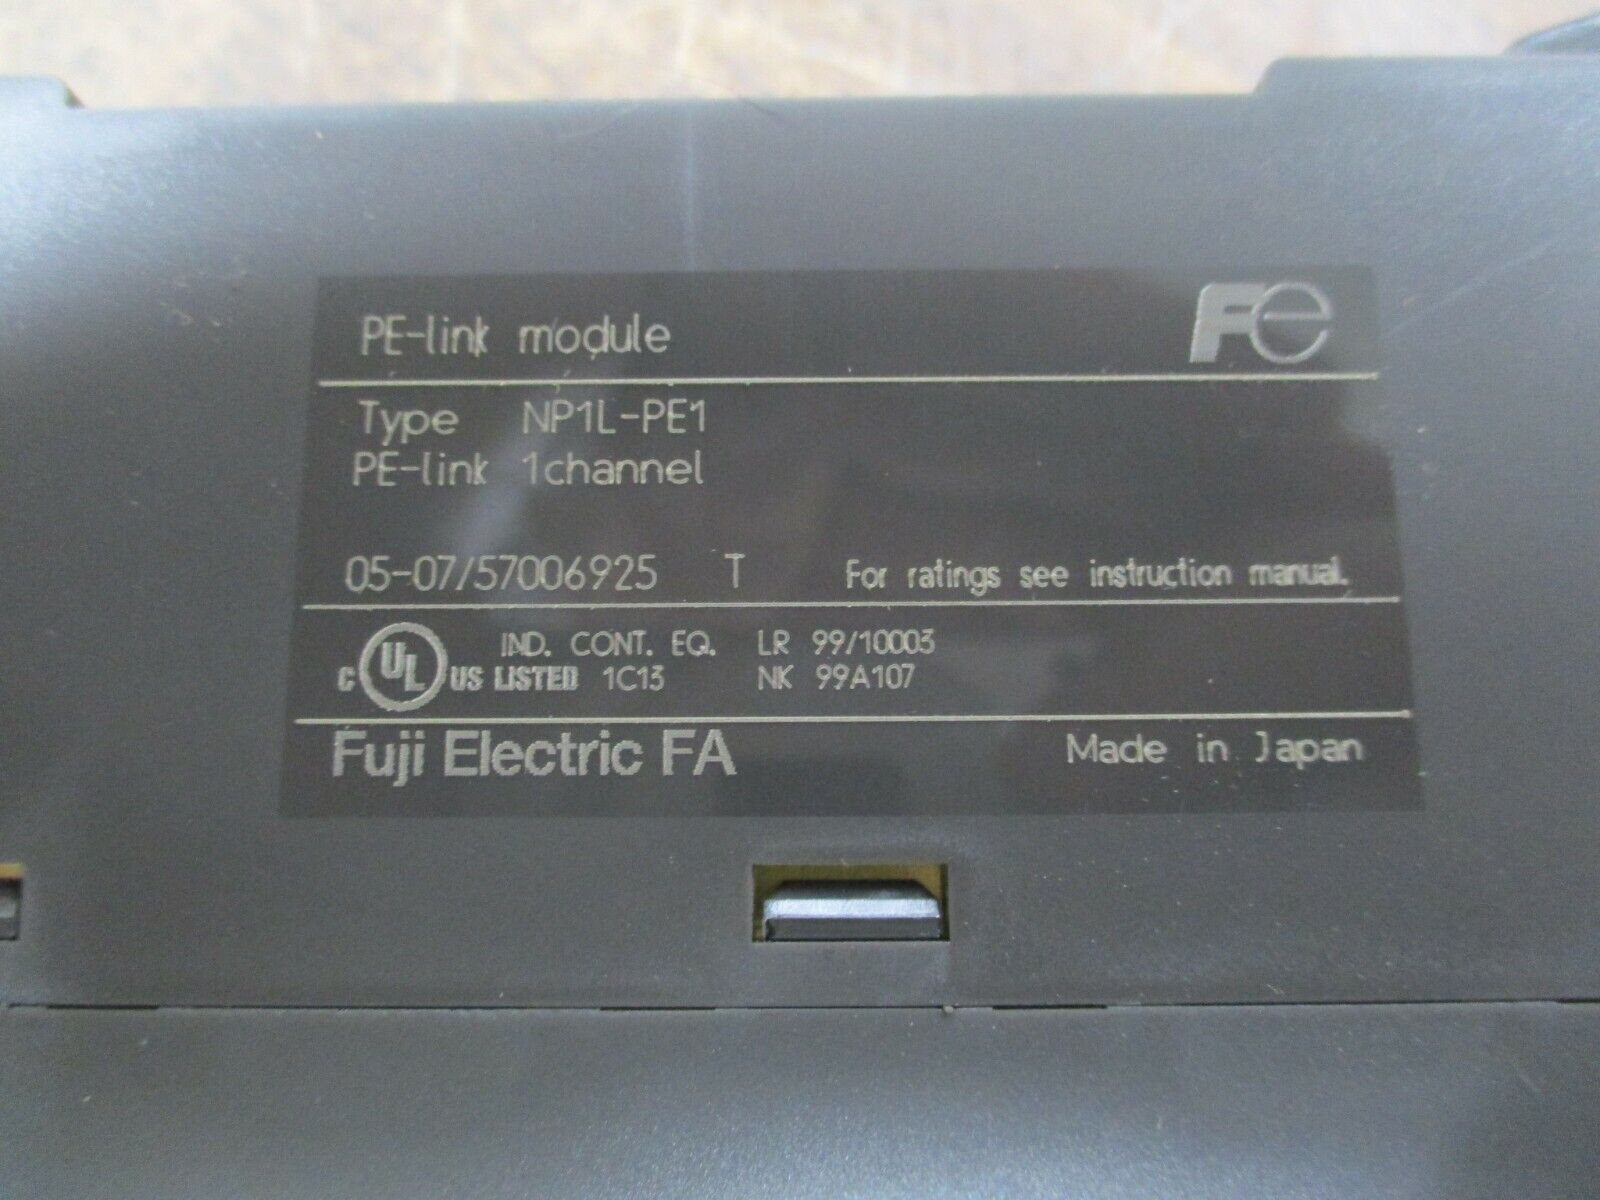 PE-link module Fe
Type NP1L-PE1
PE-link 1channel
05-07/57006925 T For ratings see instruction manual.
C UL US LISTED IND. CONT. EQ. 1C13
LR 99/10003
NK 99A107
Fuji Electric FA Made in Japan